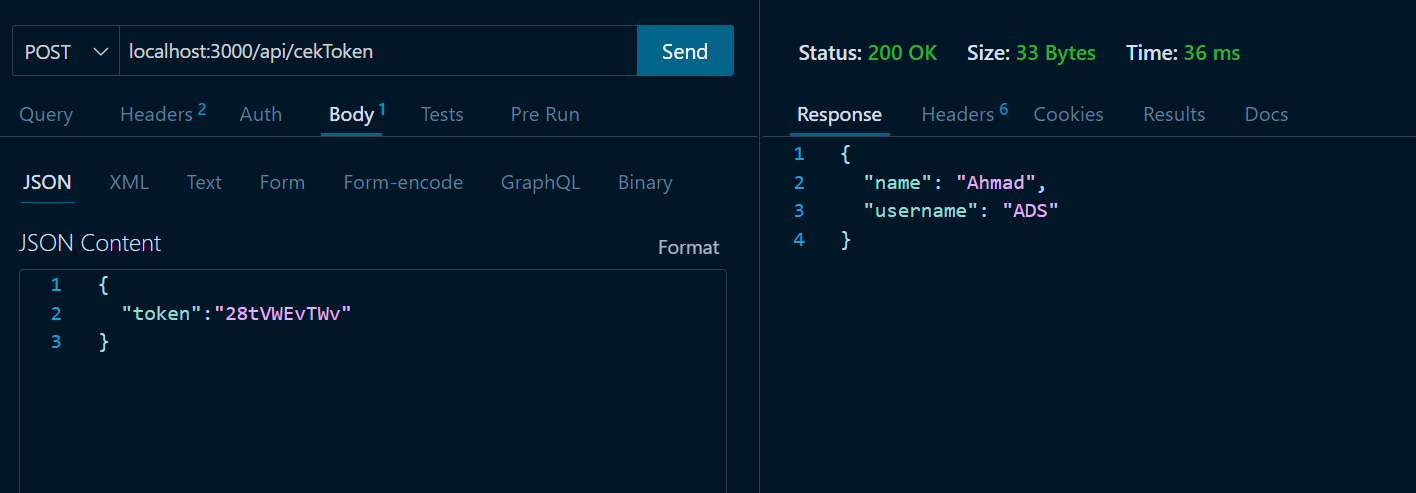 POST localhost:3000/api/cekToken Send
Query Headers 2 Auth Body 1 Tests Pre Run
JSON XML Text Form Form-encode GraphQL Binary
JSON Content Format
1 {
2 "token":"28tVWEvTWv"
3 }
Status: 200 OK Size: 33 Bytes Time: 36 ms
Response Headers 6 Cookies Results Docs
1 {
2 "name": "Ahmad",
3 "username": "ADS"
4 }